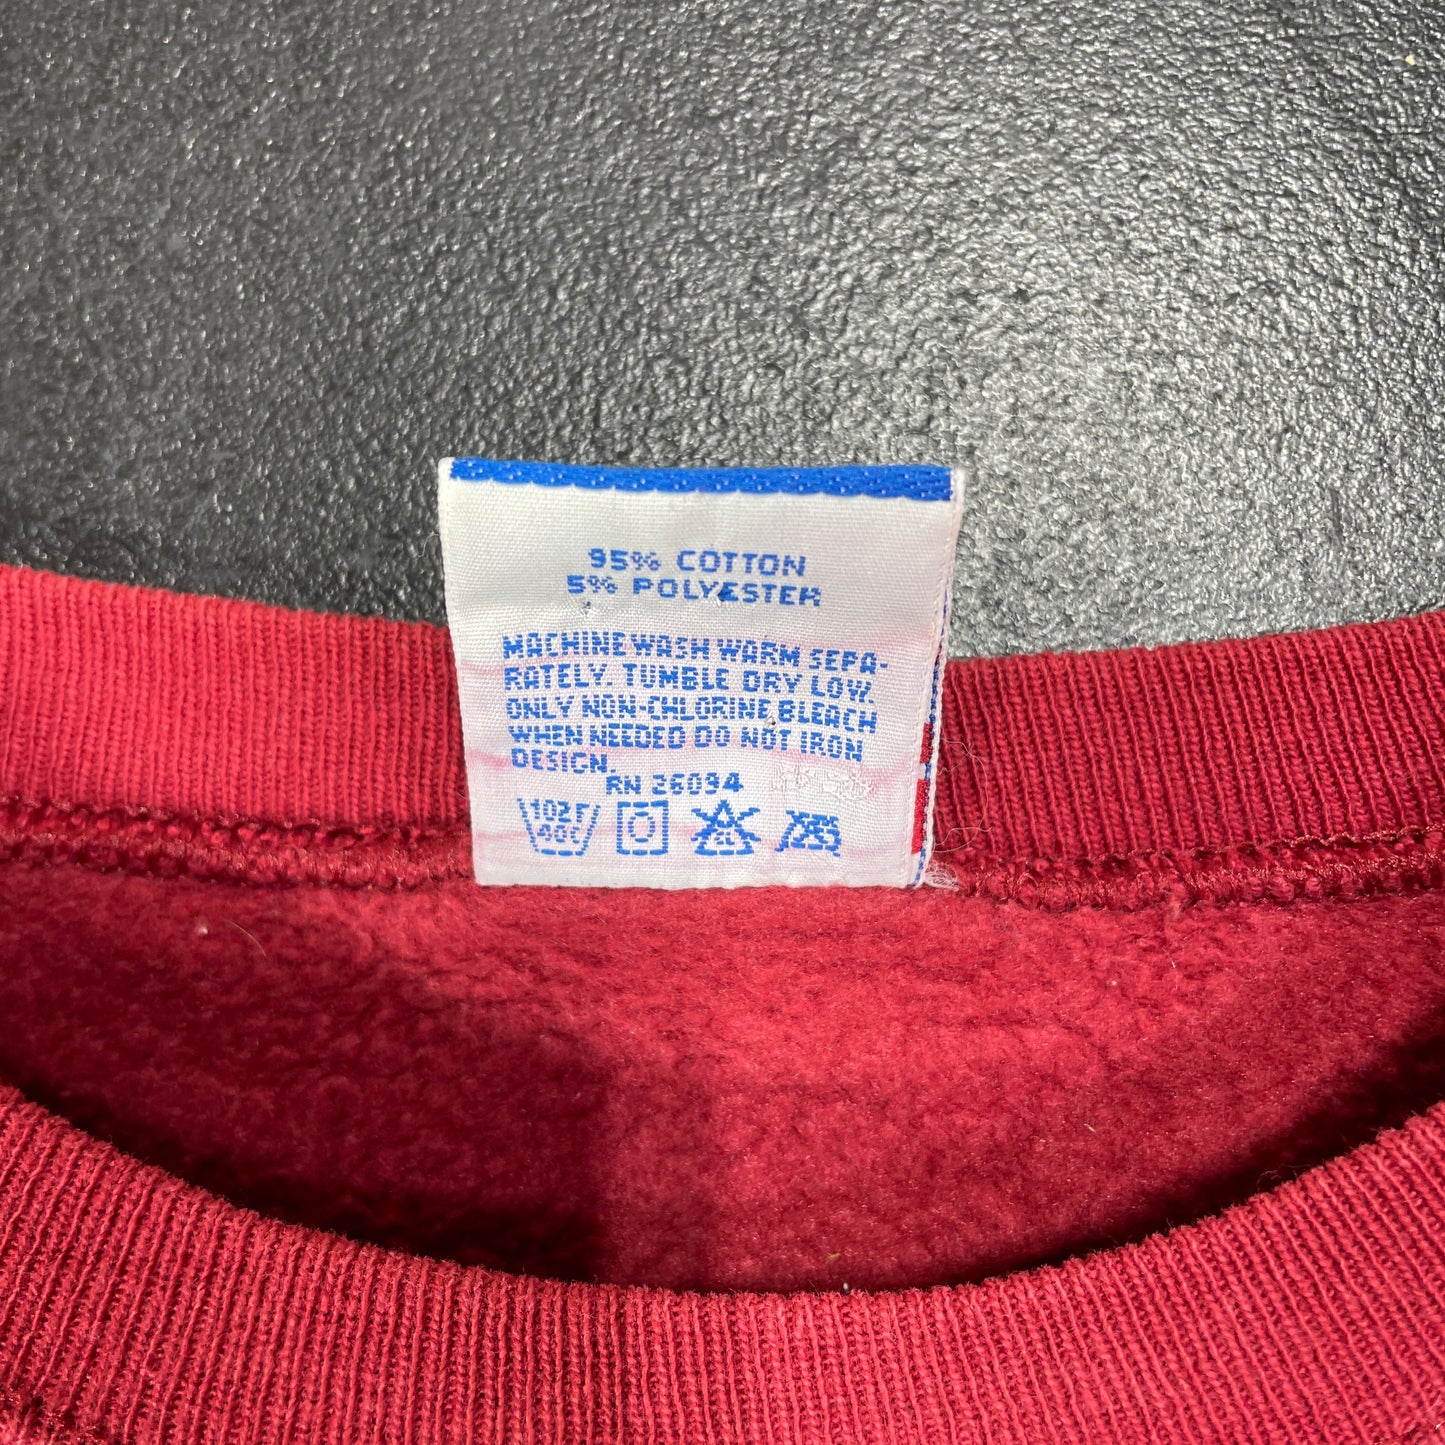 95% COTTON
5% POLYESTER
MACHINE WASH WARM SEPA-
RATELY. TUMBLE DRY LOW.
ONLY NON-CHLORINE BLEACH
WHEN NEEDED DO NOT IRON
DESIGN.
RN 26094
102F
40C
CL